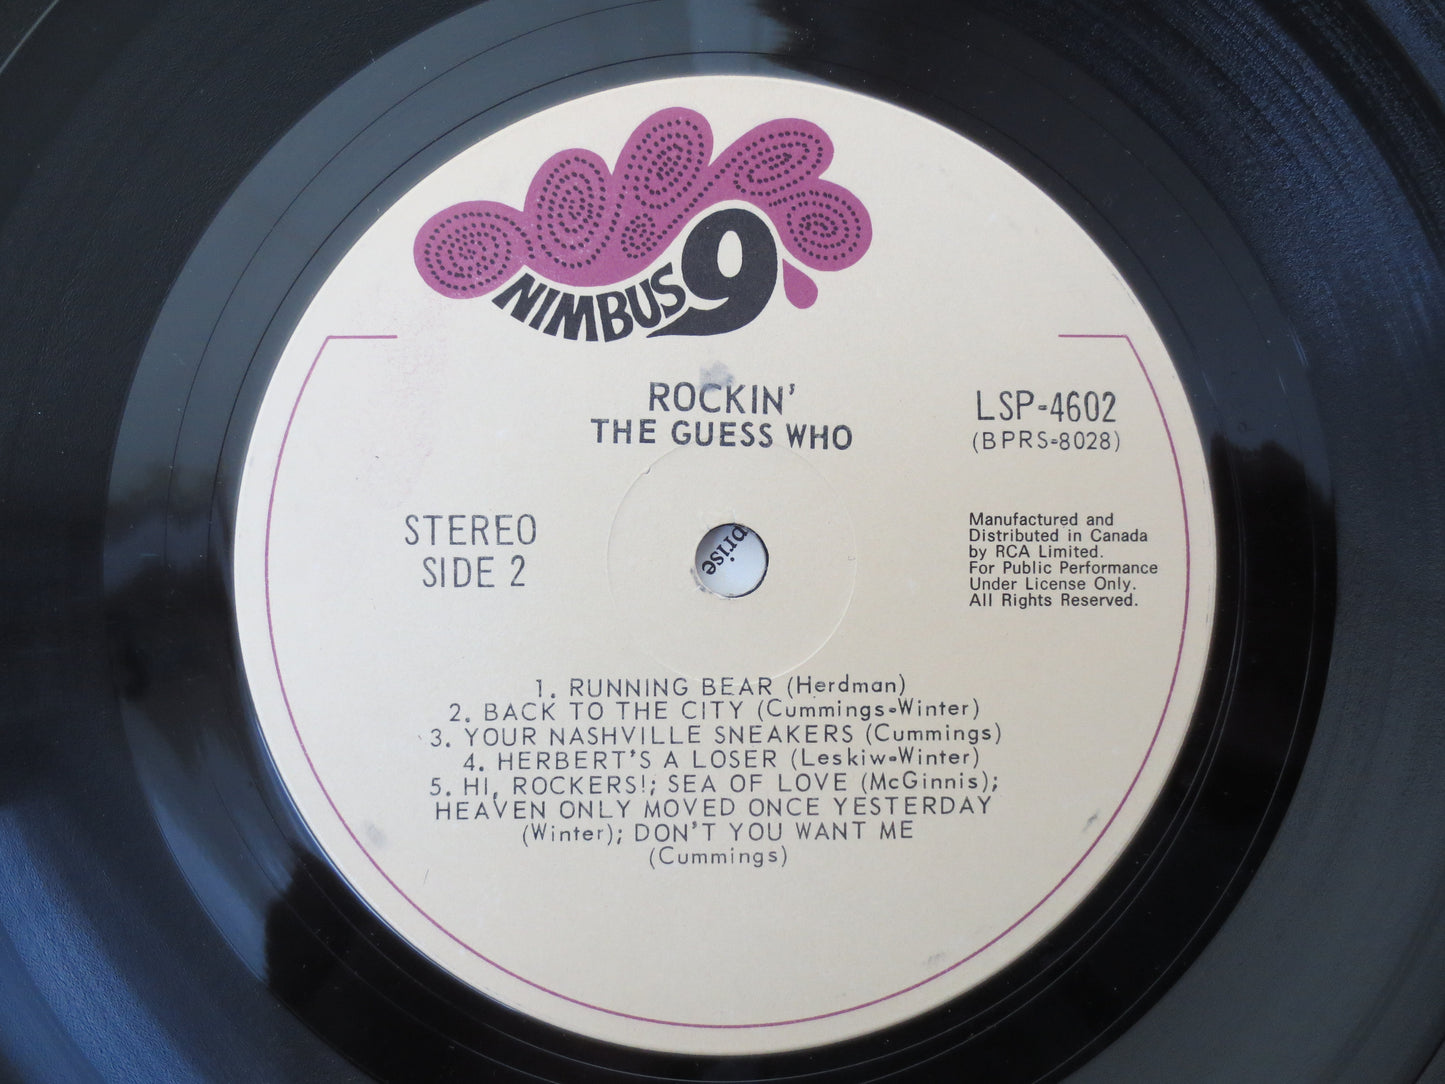 NIMBUS 9
ROCKIN'
THE GUESS WHO
LSP-4602
(BPRS-8028)
STEREO
SIDE 2
Manufactured and
Distributed in Canada
by RCA Limited.
For Public Performance
Under License Only.
All Rights Reserved.
prise
1. RUNNING BEAR (Herdman)
2. BACK TO THE CITY (Cummings-Winter)
3. YOUR NASHVILLE SNEAKERS (Cummings)
4. HERBERT'S A LOSER (Leskiw-Winter)
5. HI, ROCKERS!; SEA OF LOVE (McGinnis);
HEAVEN ONLY MOVED ONCE YESTERDAY
(Winter); DON'T YOU WANT ME
(Cummings)